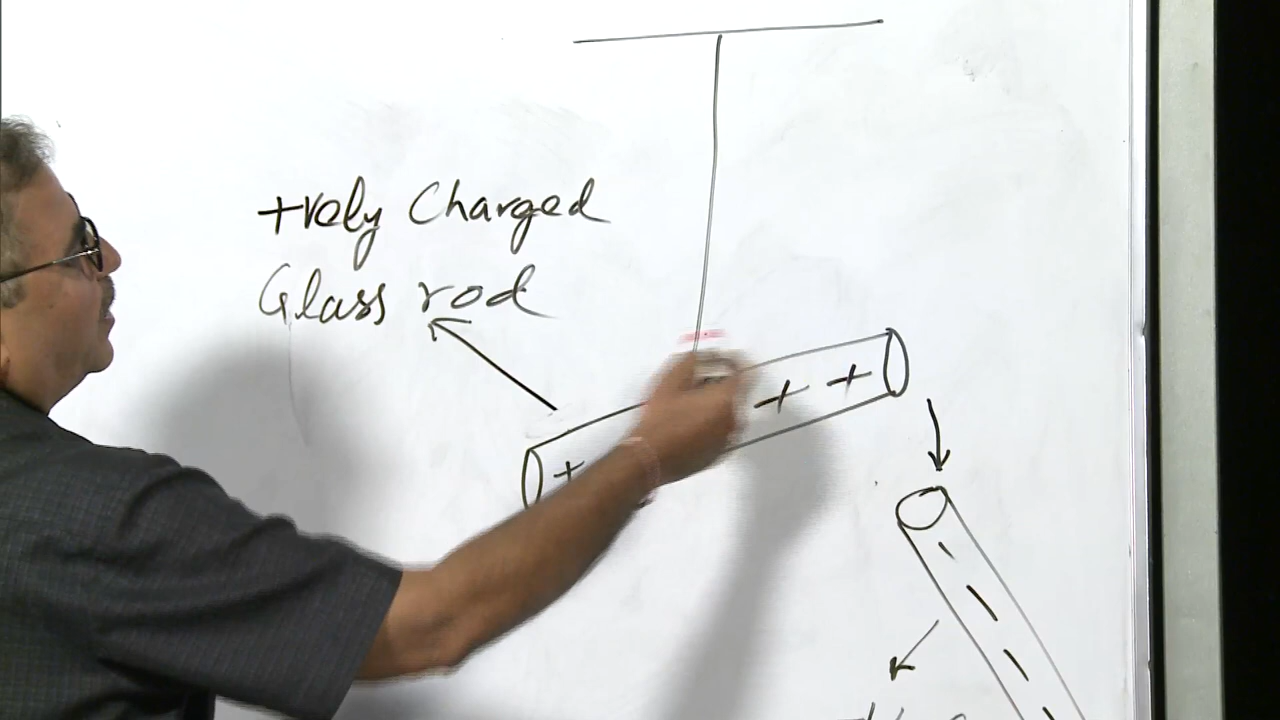 +vely Charged
Glass rod
+ + +
- - - -